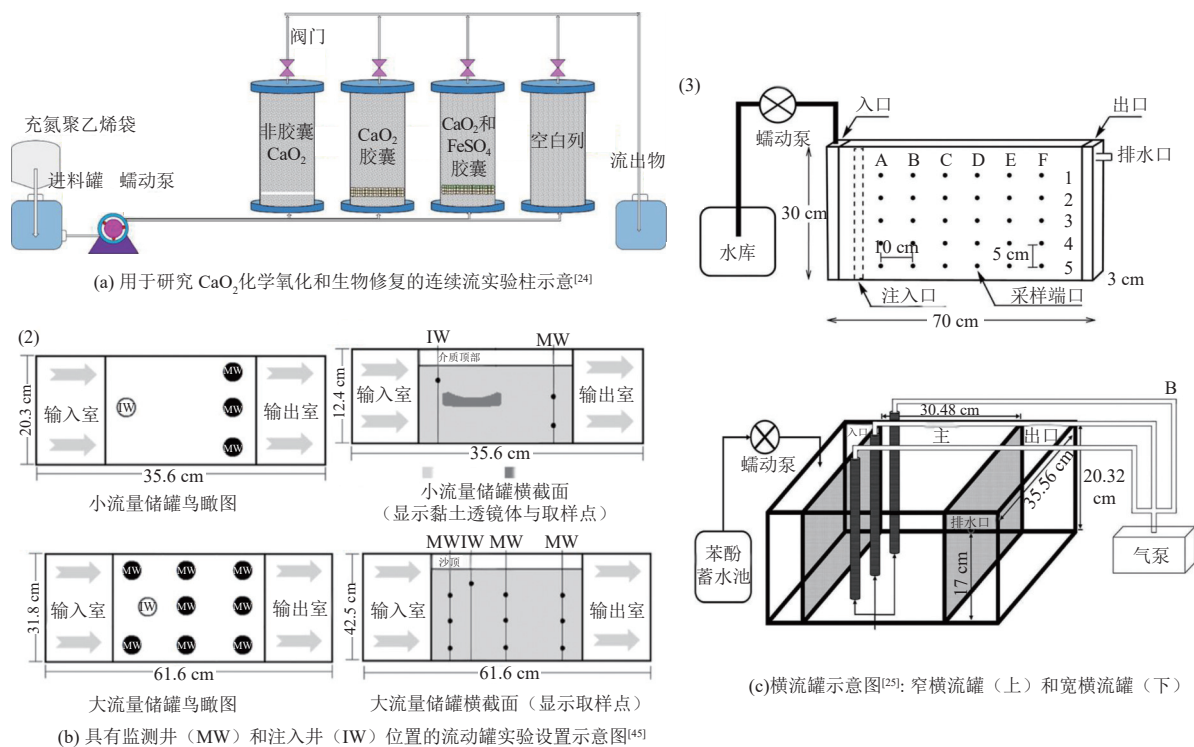 阀门
充氮聚乙烯袋
进料罐 蠕动泵
非胶囊
CaO₂
CaO₂
胶囊
CaO₂和
FeSO₄
胶囊
空白列
流出物
(a) 用于研究 CaO₂化学氧化和生物修复的连续流实验柱示意[24]
(2)
20.3 cm
输入室
IW
MW
MW
MW
输出室
35.6 cm
小流量储罐鸟瞰图
IW
MW
12.4 cm
介质顶部
输入室
输出室
35.6 cm
小流量储罐横截面
（显示黏土透镜体与取样点）
31.8 cm
输入室
MW
MW
MW
IW
MW
MW
MW
MW
MW
输出室
61.6 cm
大流量储罐鸟瞰图
MW IW MW MW
42.5 cm
沙顶
输入室
输出室
61.6 cm
大流量储罐横截面（显示取样点）
(b) 具有监测井（MW）和注入井（IW）位置的流动罐实验设置示意图[45]
(3)
蠕动泵
入口
出口
排水口
A B C D E F
1
2
3
4
5
30 cm
水库
10 cm
5 cm
3 cm
注入口
采样端口
70 cm
B
30.48 cm
入口
主
出口
蠕动泵
35.56 cm
20.32
cm
排水口
17 cm
苯酚
蓄水池
气泵
(c)横流罐示意图[25]: 窄横流罐（上）和宽横流罐（下）